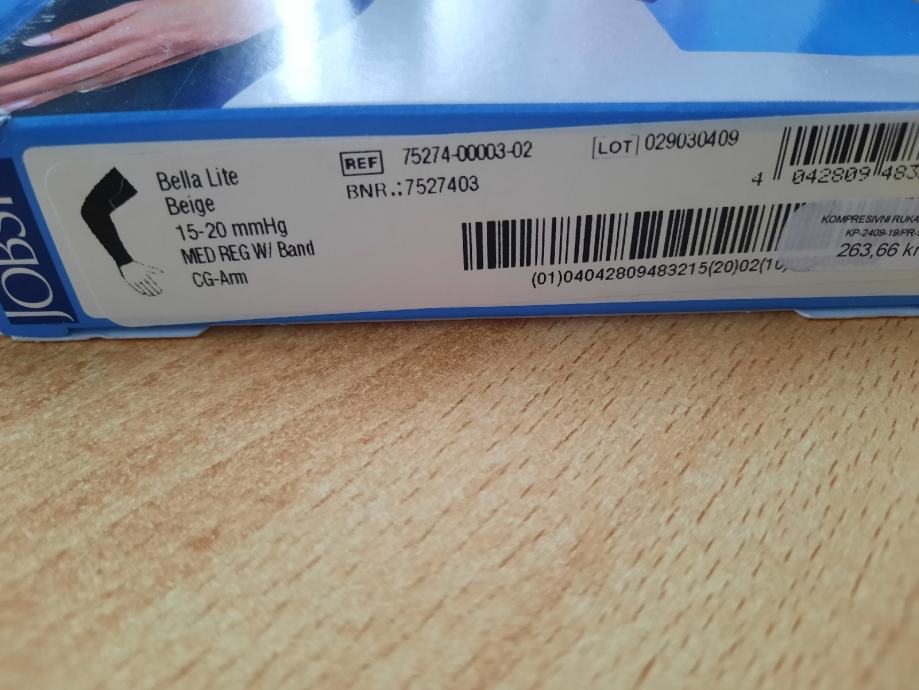 JOBST
Bella Lite
Beige
15-20 mmHg
MED REG W/ Band
CG-Arm
REF 75274-00003-02
BNR.:7527403
LOT 029030409
4 042809 483
(01)04042809483215(20)02(10)
KOMPRESIVNI RUKA
KP-2409-19/PR-
263,66 kn